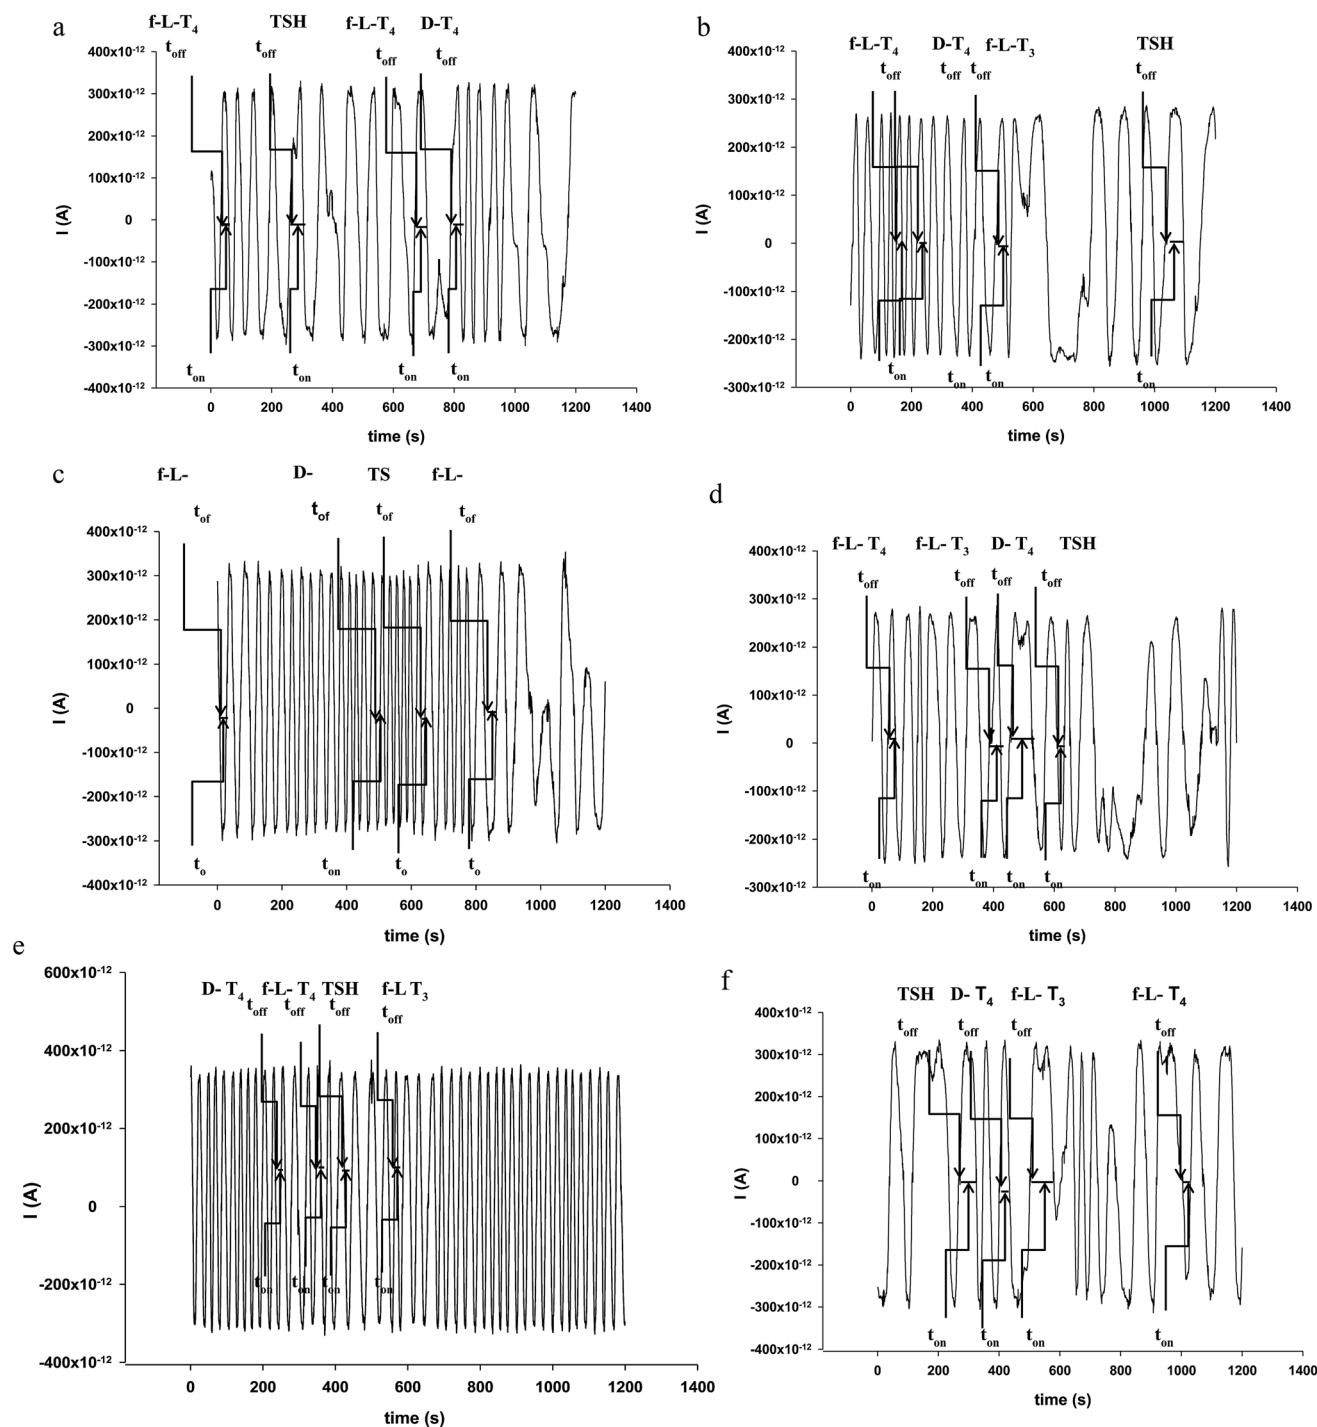 a
f-L-T4 TSH f-L-T4 D-T4
toff toff toff toff
400x10-12
300x10-12
200x10-12
100x10-12
0
-100x10-12
-200x10-12
-300x10-12
-400x10-12
I (A)
ton ton ton ton
0 200 400 600 800 1000 1200 1400
time (s)
b
f-L-T4 D-T4 f-L-T3 TSH
toff toff toff toff
400x10-12
300x10-12
200x10-12
100x10-12
0
-100x10-12
-200x10-12
-300x10-12
I (A)
ton ton ton ton
0 200 400 600 800 1000 1200 1400
time (s)
c
f-L- D- TS f-L-
tof tof tof tof
400x10-12
300x10-12
200x10-12
100x10-12
0
-100x10-12
-200x10-12
-300x10-12
-400x10-12
I (A)
to ton to to
0 200 400 600 800 1000 1200 1400
time (s)
d
f-L- T4 f-L- T3 D- T4 TSH
toff toff toff toff
400x10-12
300x10-12
200x10-12
100x10-12
0
-100x10-12
-200x10-12
-300x10-12
I (A)
ton ton ton ton
0 200 400 600 800 1000 1200 1400
time (s)
e
D- T4 f-L- T4 TSH f-L T3
toff toff toff toff
600x10-12
400x10-12
200x10-12
0
-200x10-12
-400x10-12
I (A)
ton ton ton ton
0 200 400 600 800 1000 1200 1400
time (s)
f
TSH D- T4 f-L- T3 f-L- T4
toff toff toff toff
400x10-12
300x10-12
200x10-12
100x10-12
0
-100x10-12
-200x10-12
-300x10-12
-400x10-12
I (A)
ton ton ton ton
0 200 400 600 800 1000 1200 1400
time (s)